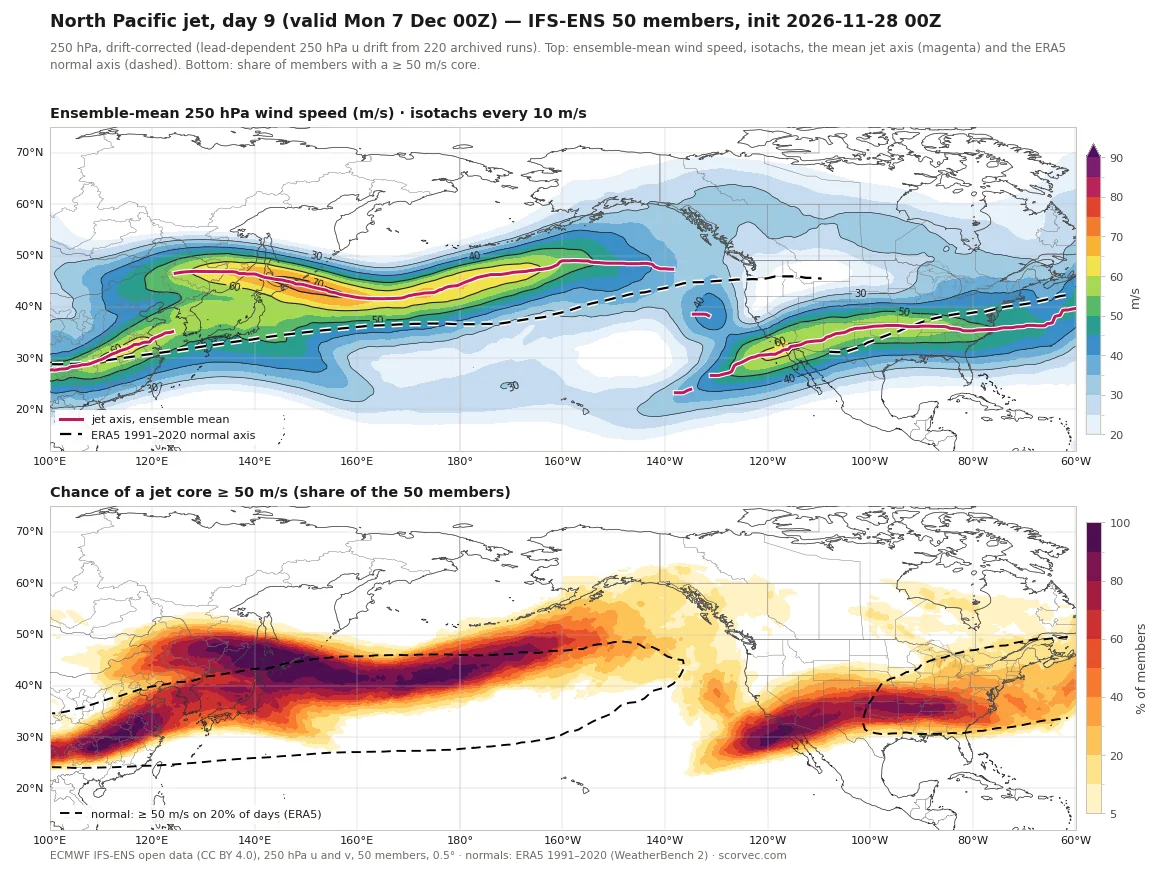 North Pacific jet, day 9 (valid Mon 7 Dec 00Z) — IFS-ENS 50 members, init 2026-11-28 00Z
250 hPa, drift-corrected (lead-dependent 250 hPa u drift from 220 archived runs). Top: ensemble-mean wind speed, isotachs, the mean jet axis (magenta) and the ERA5
normal axis (dashed). Bottom: share of members with a ≥ 50 m/s core.
Ensemble-mean 250 hPa wind speed (m/s) · isotachs every 10 m/s
70°N
60°N
50°N
40°N
30°N
20°N
30
40
70
60
50
60
30
30
40
30
50
60
40
jet axis, ensemble mean
ERA5 1991–2020 normal axis
100°E 120°E 140°E 160°E 180° 160°W 140°W 120°W 100°W 80°W 60°W
90
80
70
60
50
40
30
20
m/s
Chance of a jet core ≥ 50 m/s (share of the 50 members)
70°N
60°N
50°N
40°N
30°N
20°N
normal: ≥ 50 m/s on 20% of days (ERA5)
100°E 120°E 140°E 160°E 180° 160°W 140°W 120°W 100°W 80°W 60°W
100
80
60
40
20
5
% of members
ECMWF IFS-ENS open data (CC BY 4.0), 250 hPa u and v, 50 members, 0.5° · normals: ERA5 1991–2020 (WeatherBench 2) · scorvec.com